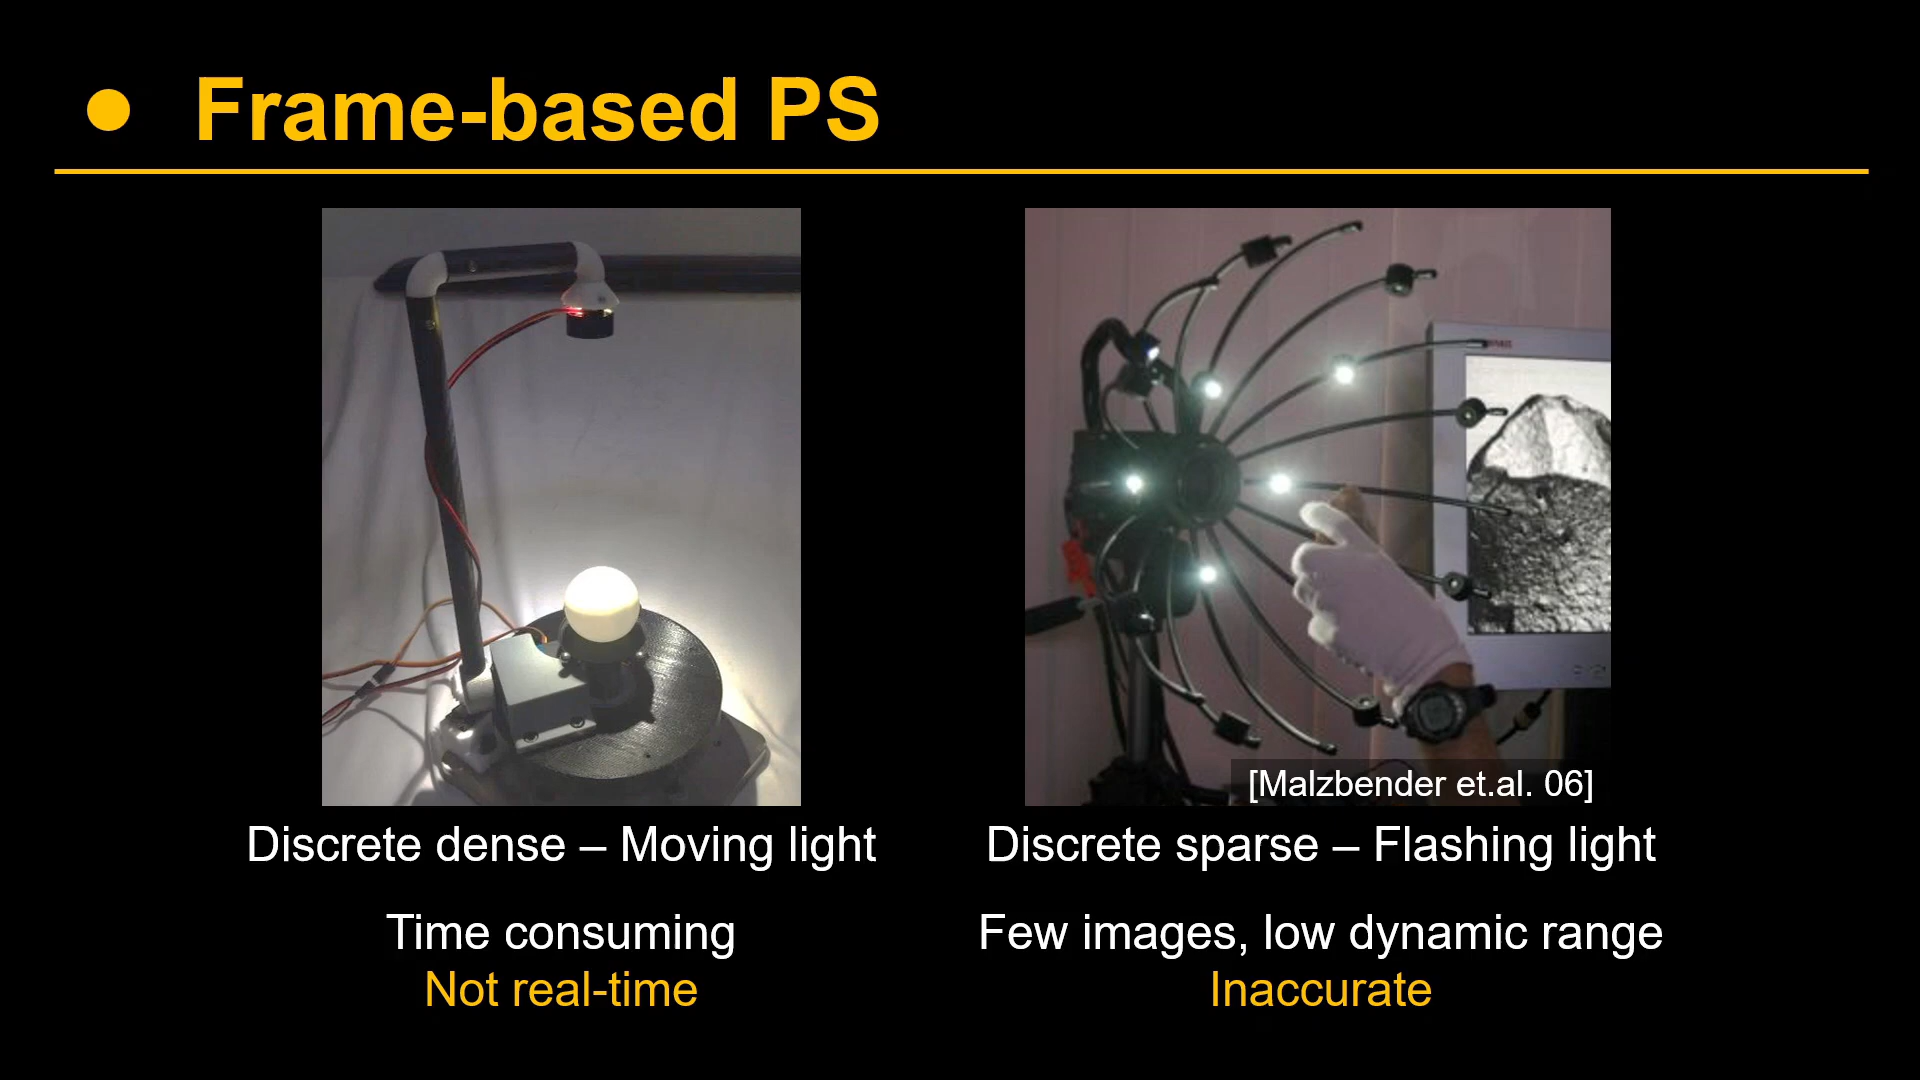 ● Frame-based PS
[Malzbender et.al. 06]
Discrete dense – Moving light
Time consuming
Not real-time
Discrete sparse – Flashing light
Few images, low dynamic range
Inaccurate